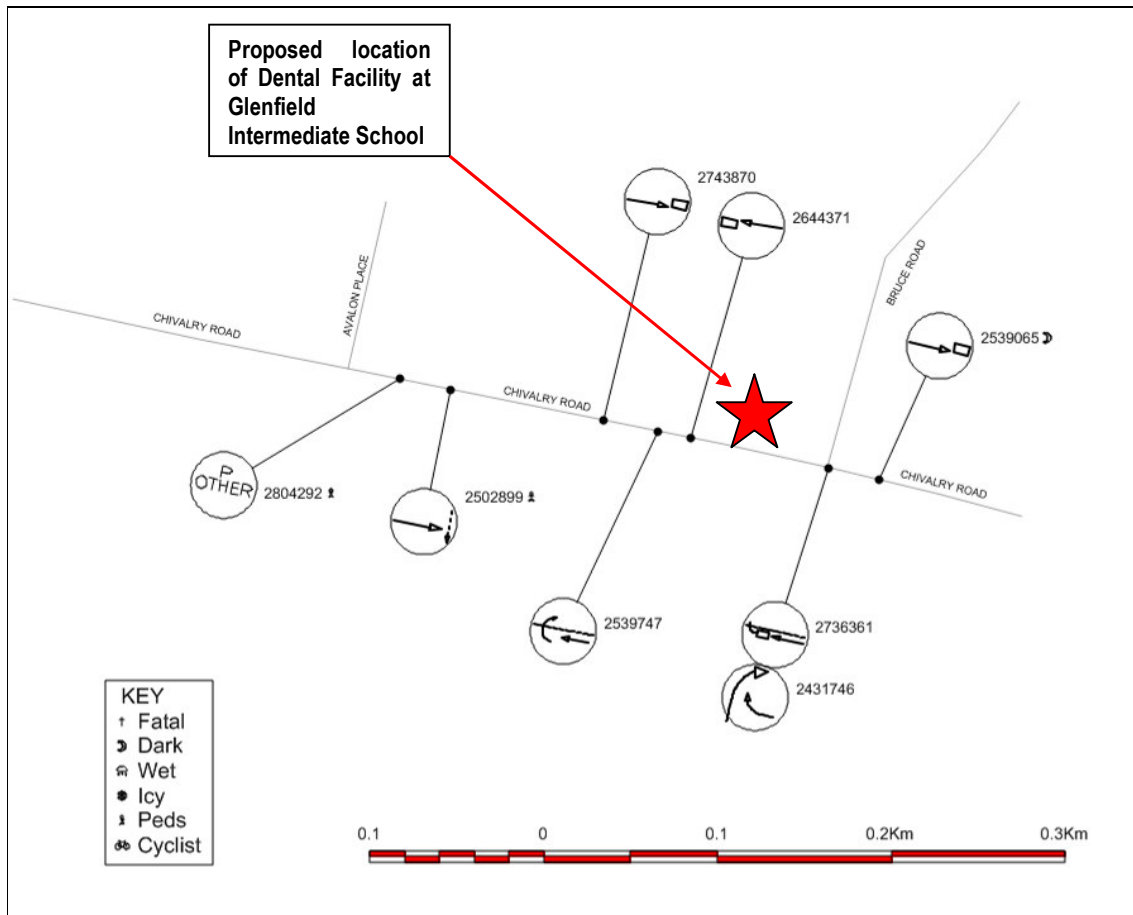 Proposed location
of Dental Facility at
Glenfield
Intermediate School
2743870
2644371
AVALON PLACE
BRUCE ROAD
CHIVALRY ROAD
2539065
CHIVALRY ROAD
CHIVALRY ROAD
P
OTHER
2804292
2502899
2539747
2736361
2431746
KEY
Fatal
Dark
Wet
Icy
Peds
Cyclist
0.1 0 0.1 0.2Km 0.3Km